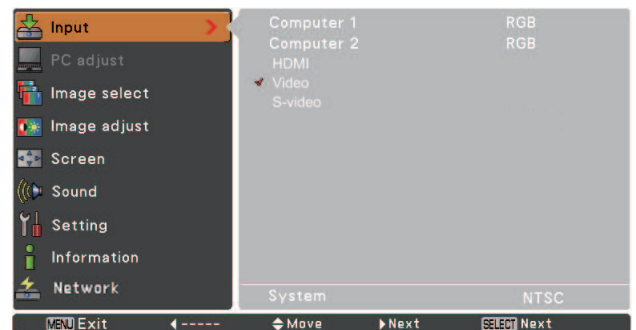 Input
PC adjust
Image select
Image adjust
Screen
Sound
Setting
Information
Network
Computer 1 RGB
Computer 2 RGB
HDMI
Video
S-video
System NTSC
MENU Exit ◀----- Move ▶Next SELECT Next